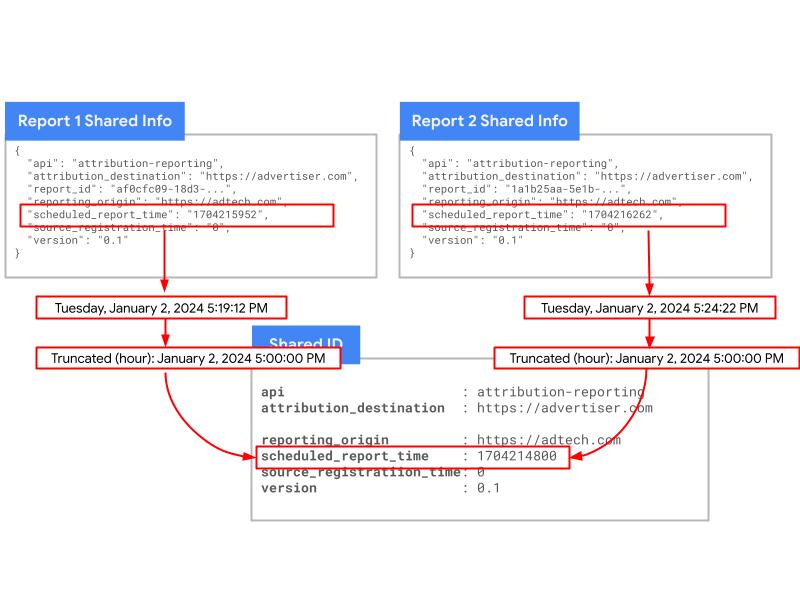 Report 1 Shared Info
{
"api": "attribution-reporting",
"attribution_destination": "https://advertiser.com",
"report_id": "af0cfc09-18d3-...",
"reporting_origin": "https://adtech.com",
"scheduled_report_time": "1704215952",
"source_registration_time": "0",
"version": "0.1"
}
Tuesday, January 2, 2024 5:19:12 PM
Truncated (hour): January 2, 2024 5:00:00 PM
Report 2 Shared Info
{
"api": "attribution-reporting",
"attribution_destination": "https://advertiser.com",
"report_id": "1a1b25aa-5e1b-...",
"reporting_origin": "https://adtech.com",
"scheduled_report_time": "1704216262",
"source_registration_time": "0",
"version": "0.1"
}
Tuesday, January 2, 2024 5:24:22 PM
Truncated (hour): January 2, 2024 5:00:00 PM
Shared ID
api : attribution-reporting
attribution_destination : https://advertiser.com
reporting_origin : https://adtech.com
scheduled_report_time : 1704214800
source_registratiion_time: 0
version : 0.1